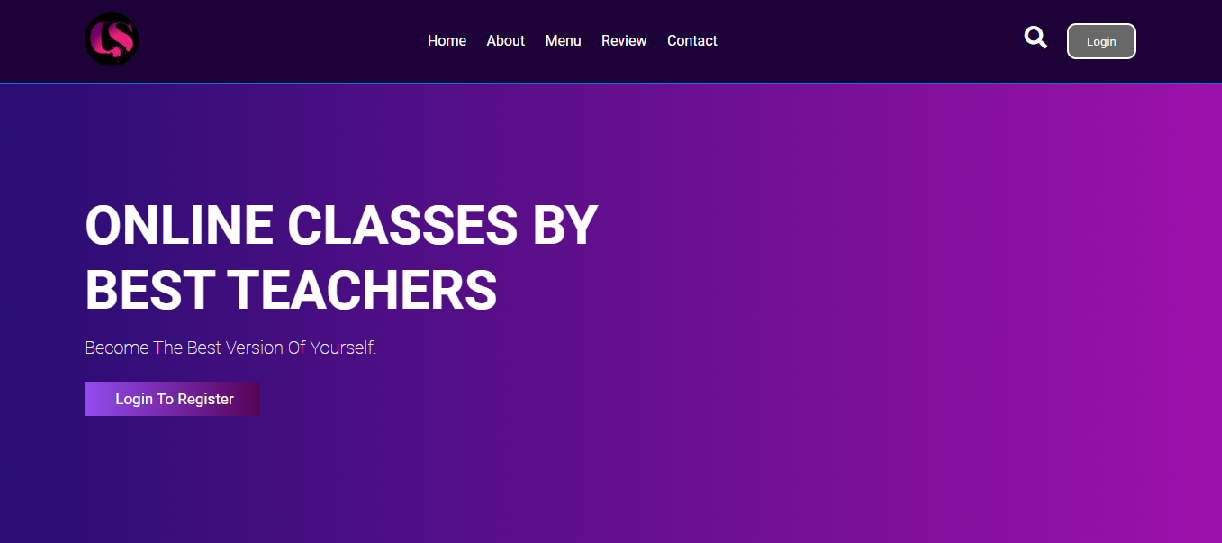 Home About Menu Review Contact
Login
ONLINE CLASSES BY
BEST TEACHERS
Become The Best Version Of Yourself.
Login To Register